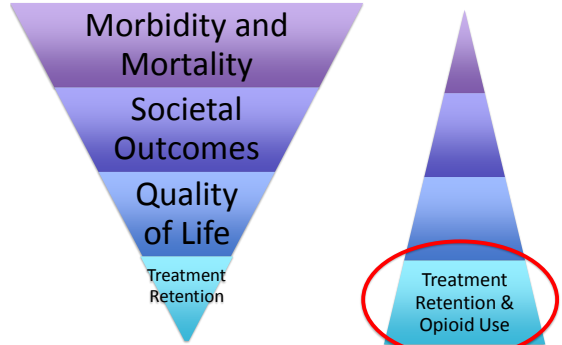 Morbidity and
Mortality
Societal
Outcomes
Quality
of Life
Treatment
Retention
Treatment
Retention &
Opioid Use